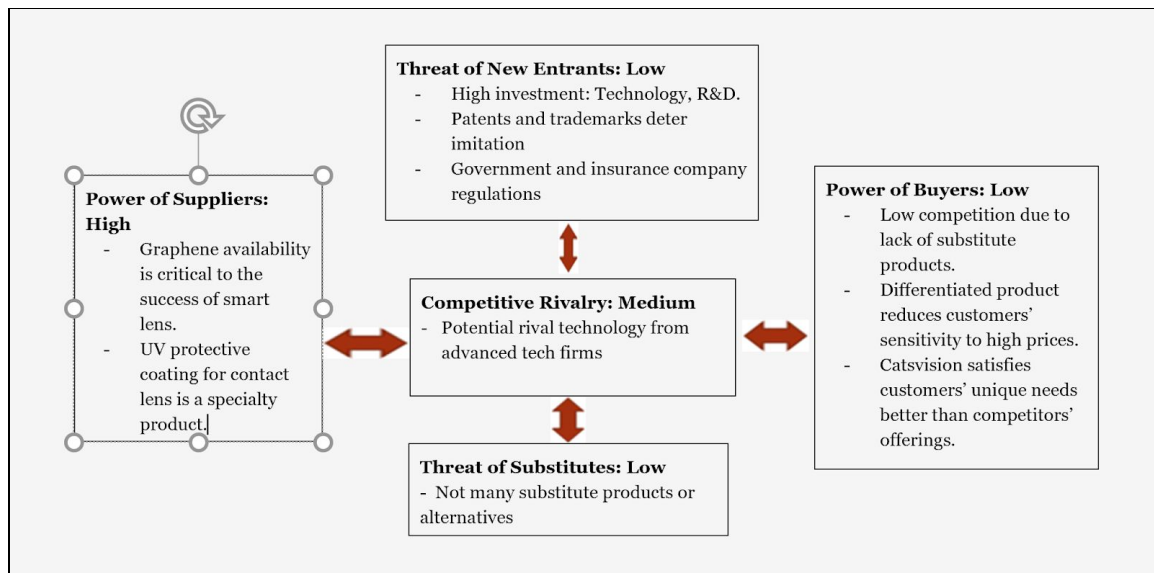 Threat of New Entrants: Low
- High investment: Technology, R&D.
- Patents and trademarks deter
imitation
- Government and insurance company
regulations
Power of Suppliers:
High
- Graphene availability
is critical to the
success of smart
lens.
- UV protective
coating for contact
lens is a specialty
product.
Competitive Rivalry: Medium
- Potential rival technology from
advanced tech firms
Power of Buyers: Low
- Low competition due to
lack of substitute
products.
- Differentiated product
reduces customers’
sensitivity to high prices.
- Catsvision satisfies
customers’ unique needs
better than competitors’
offerings.
Threat of Substitutes: Low
- Not many substitute products or
alternatives